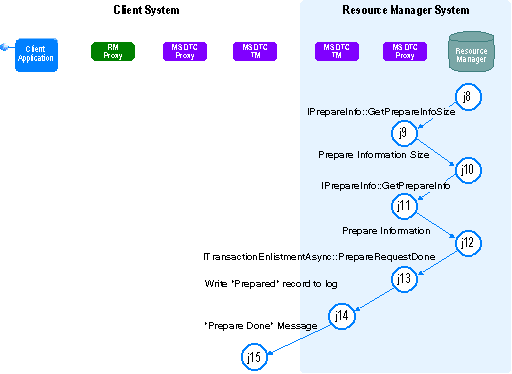 Client System
Resource Manager System
Client
Application
RM
Proxy
MSDTC
Proxy
MSDTC
TM
MSDTC
TM
MSDTC
Proxy
Resource
Manager
j8
IPrepareInfo::GetPrepareInfoSize
j9
Prepare Information Size
j10
IPrepareInfo::GetPrepareInfo
j11
Prepare Information
j12
ITransactionEnlistmentAsync::PrepareRequestDone
j13
Write "Prepared" record to log
j14
"Prepare Done" Message
j15